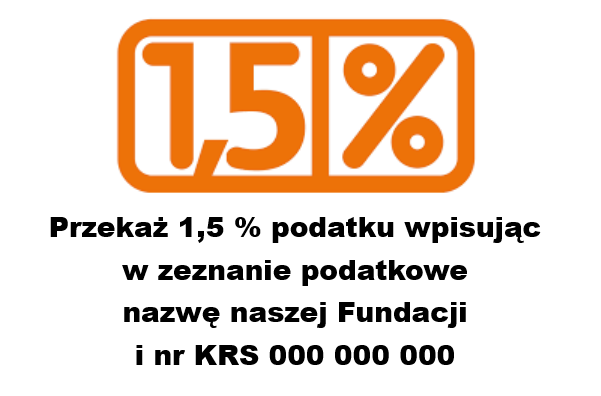 1,5 %
Przekaż 1,5 % podatku wpisując
w zeznanie podatkowe
nazwę naszej Fundacji
i nr KRS 000 000 000